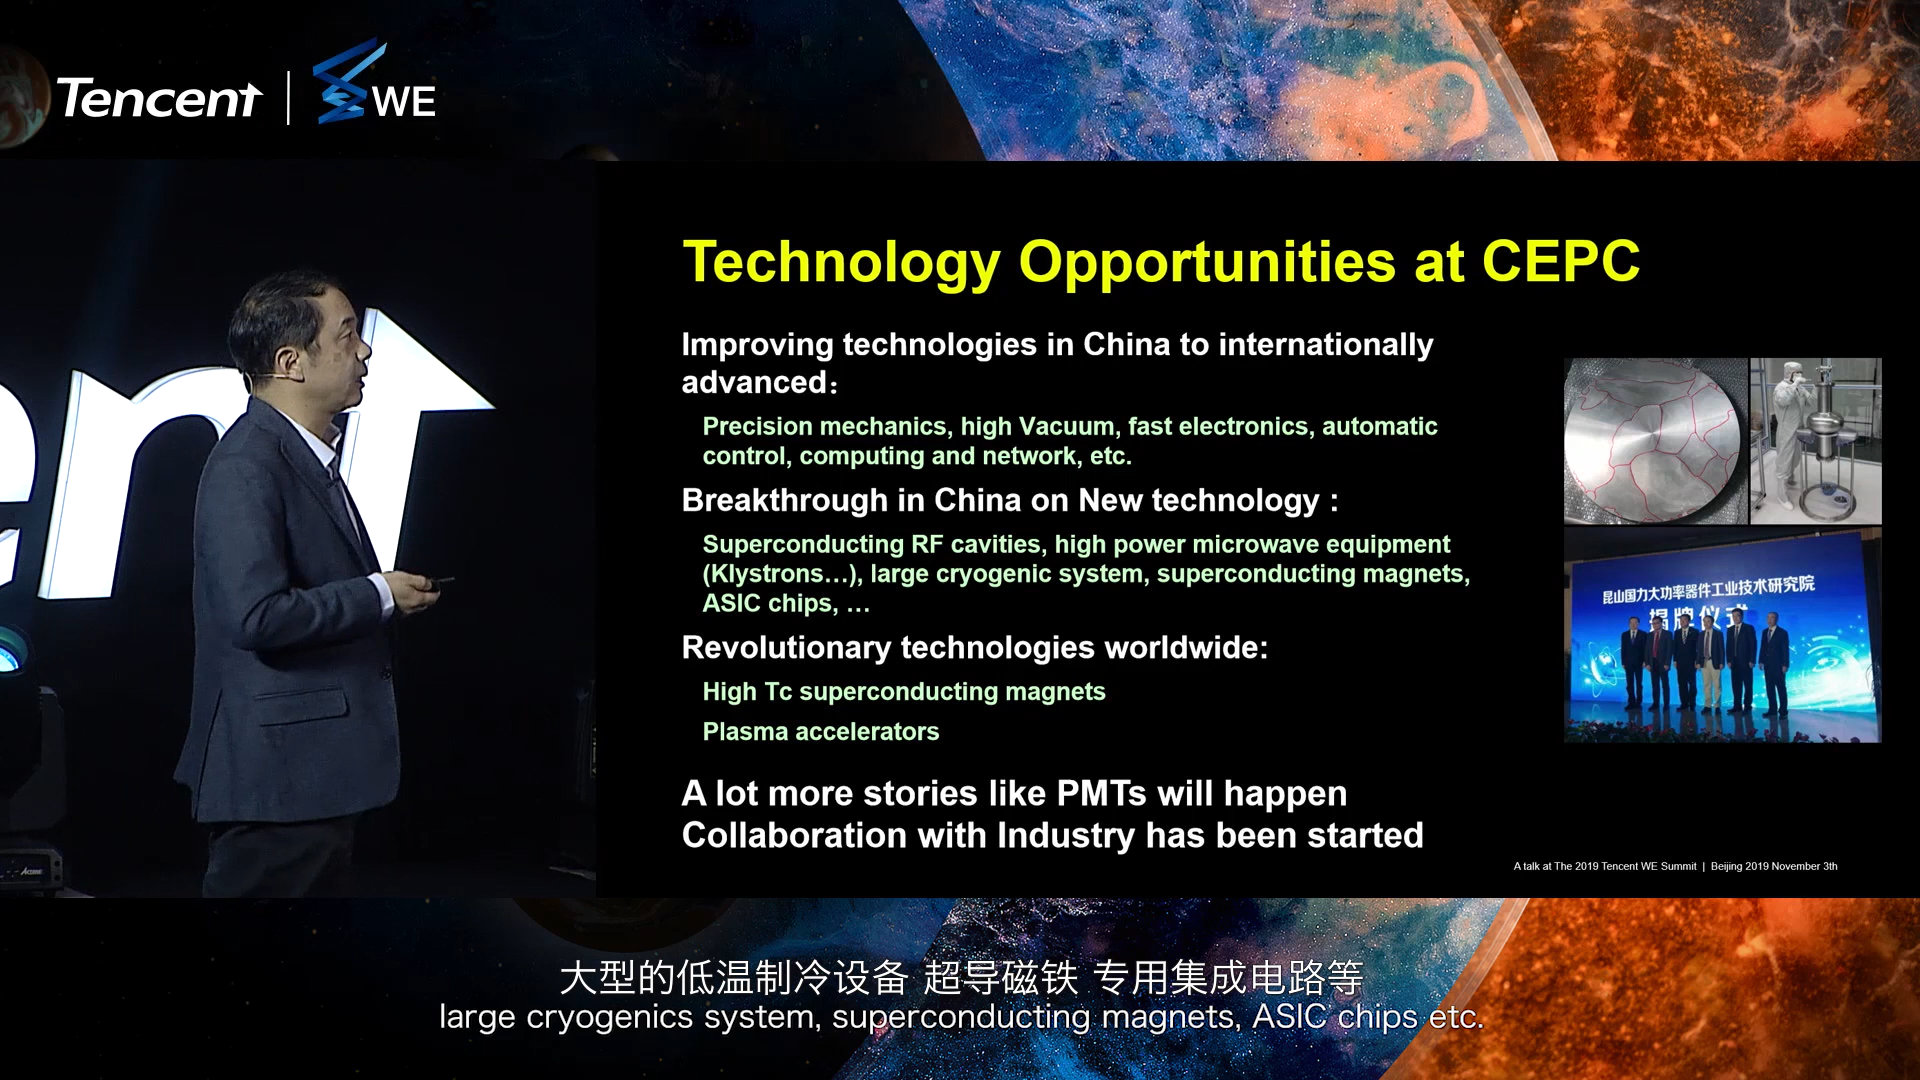 Tencent | WE
en
Technology Opportunities at CEPC
Improving technologies in China to internationally
advanced：
Precision mechanics, high Vacuum, fast electronics, automatic
control, computing and network, etc.
Breakthrough in China on New technology :
Superconducting RF cavities, high power microwave equipment
(Klystrons…), large cryogenic system, superconducting magnets,
ASIC chips, …
Revolutionary technologies worldwide:
High Tc superconducting magnets
Plasma accelerators
A lot more stories like PMTs will happen
Collaboration with Industry has been started
昆山国力大功率器件工业技术研究院
揭牌仪式
A talk at The 2019 Tencent WE Summit | Beijing 2019 November 3th
ACME
大型的低温制冷设备 超导磁铁 专用集成电路等
large cryogenics system, superconducting magnets, ASIC chips etc.